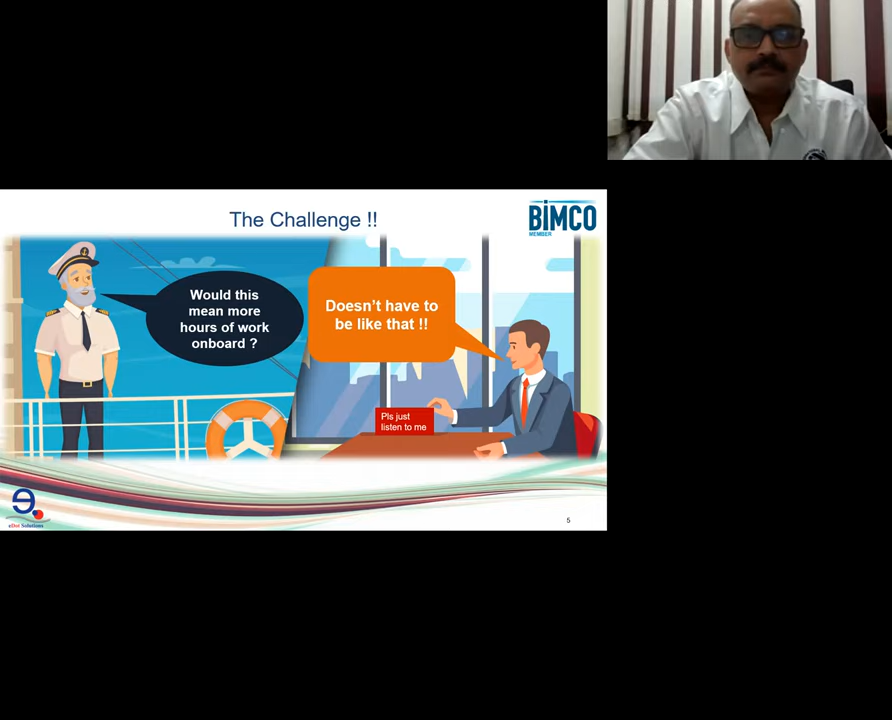 The Challenge !!
BIMCO
MEMBER
Would this
mean more
hours of work
onboard ?
Doesn't have to
be like that !!
Pls just
listen to me
eDot Solutions
5